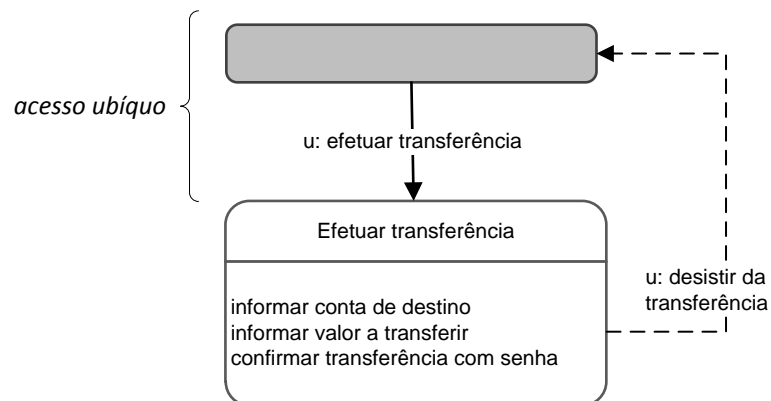 acesso ubíquo
u: efetuar transferência
Efetuar transferência
u: desistir da
transferência
informar conta de destino
informar valor a transferir
confirmar transferência com senha